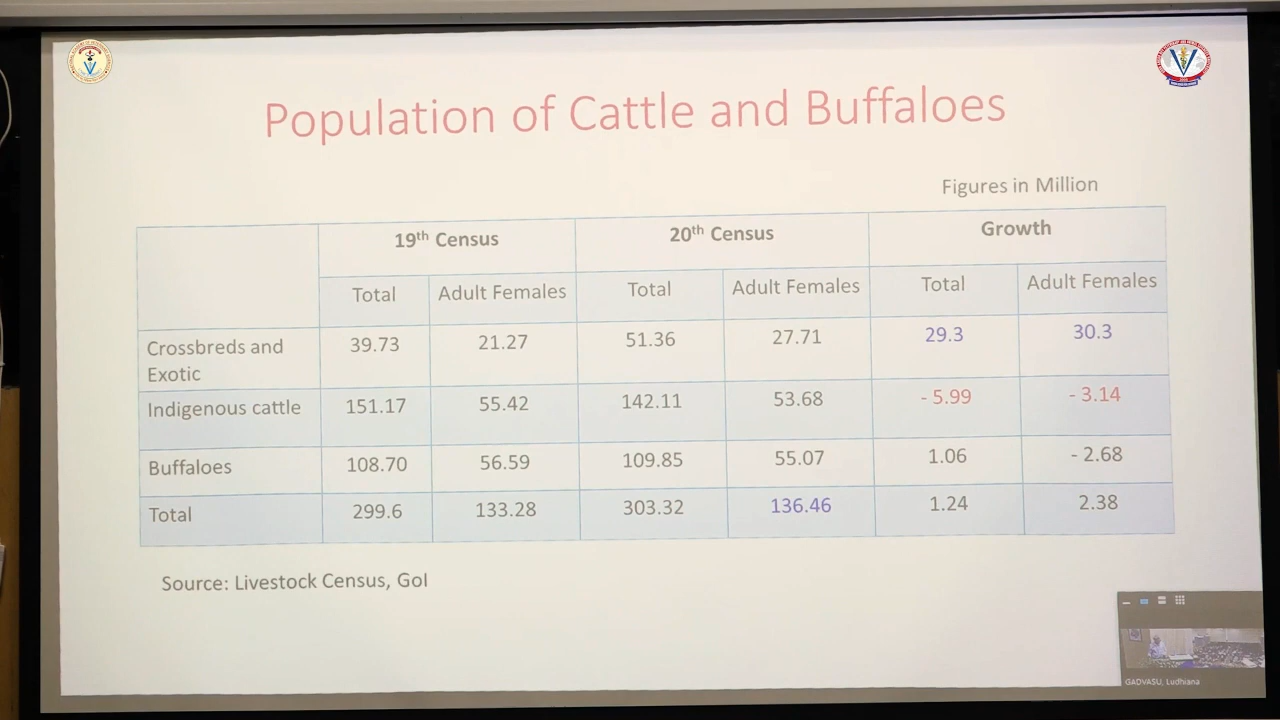 Population of Cattle and Buffaloes
Figures in Million
19th Census 20th Census Growth
Total Adult Females Total Adult Females Total Adult Females
Crossbreds and Exotic 39.73 21.27 51.36 27.71 29.3 30.3
Indigenous cattle 151.17 55.42 142.11 53.68 - 5.99 - 3.14
Buffaloes 108.70 56.59 109.85 55.07 1.06 - 2.68
Total 299.6 133.28 303.32 136.46 1.24 2.38
Source: Livestock Census, GoI
GADVASU, Ludhiana